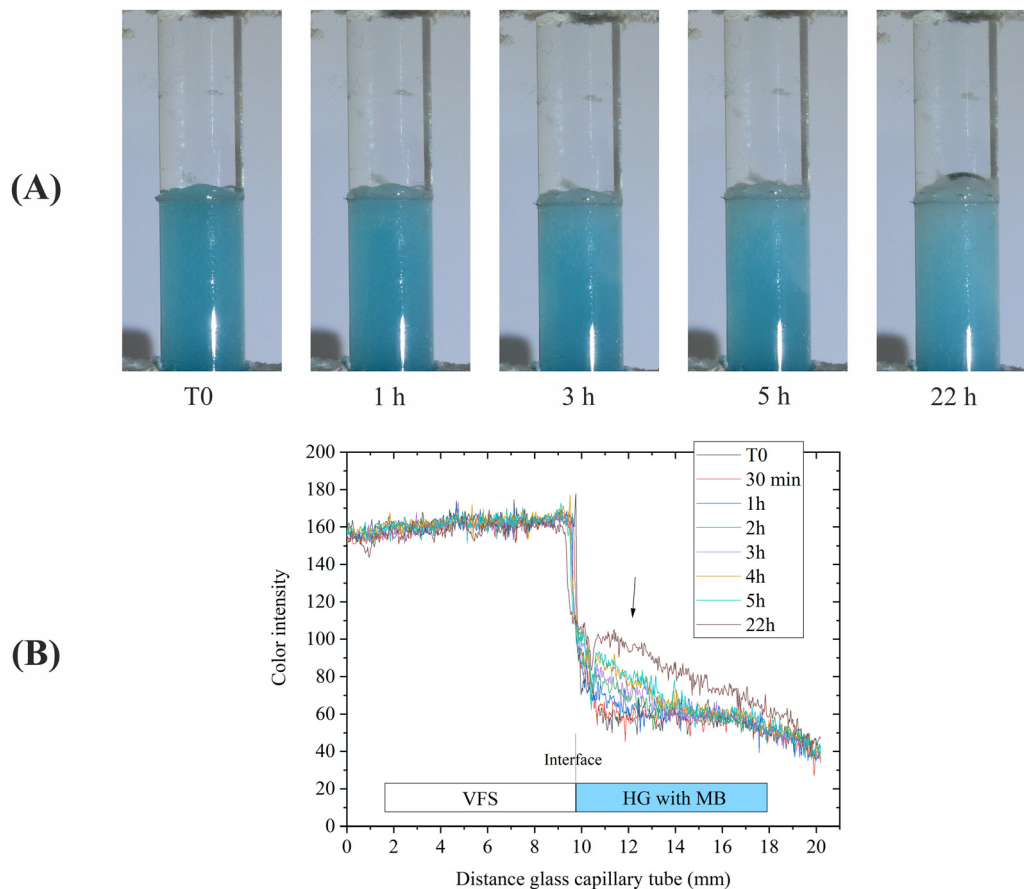 (A)
T0 1 h 3 h 5 h 22 h
(B)
200
180
160
140
120
100
80
60
40
20
0
Color intensity
T0
30 min
1h
2h
3h
4h
5h
22h
Interface
VFS HG with MB
0 2 4 6 8 10 12 14 16 18 20
Distance glass capillary tube (mm)